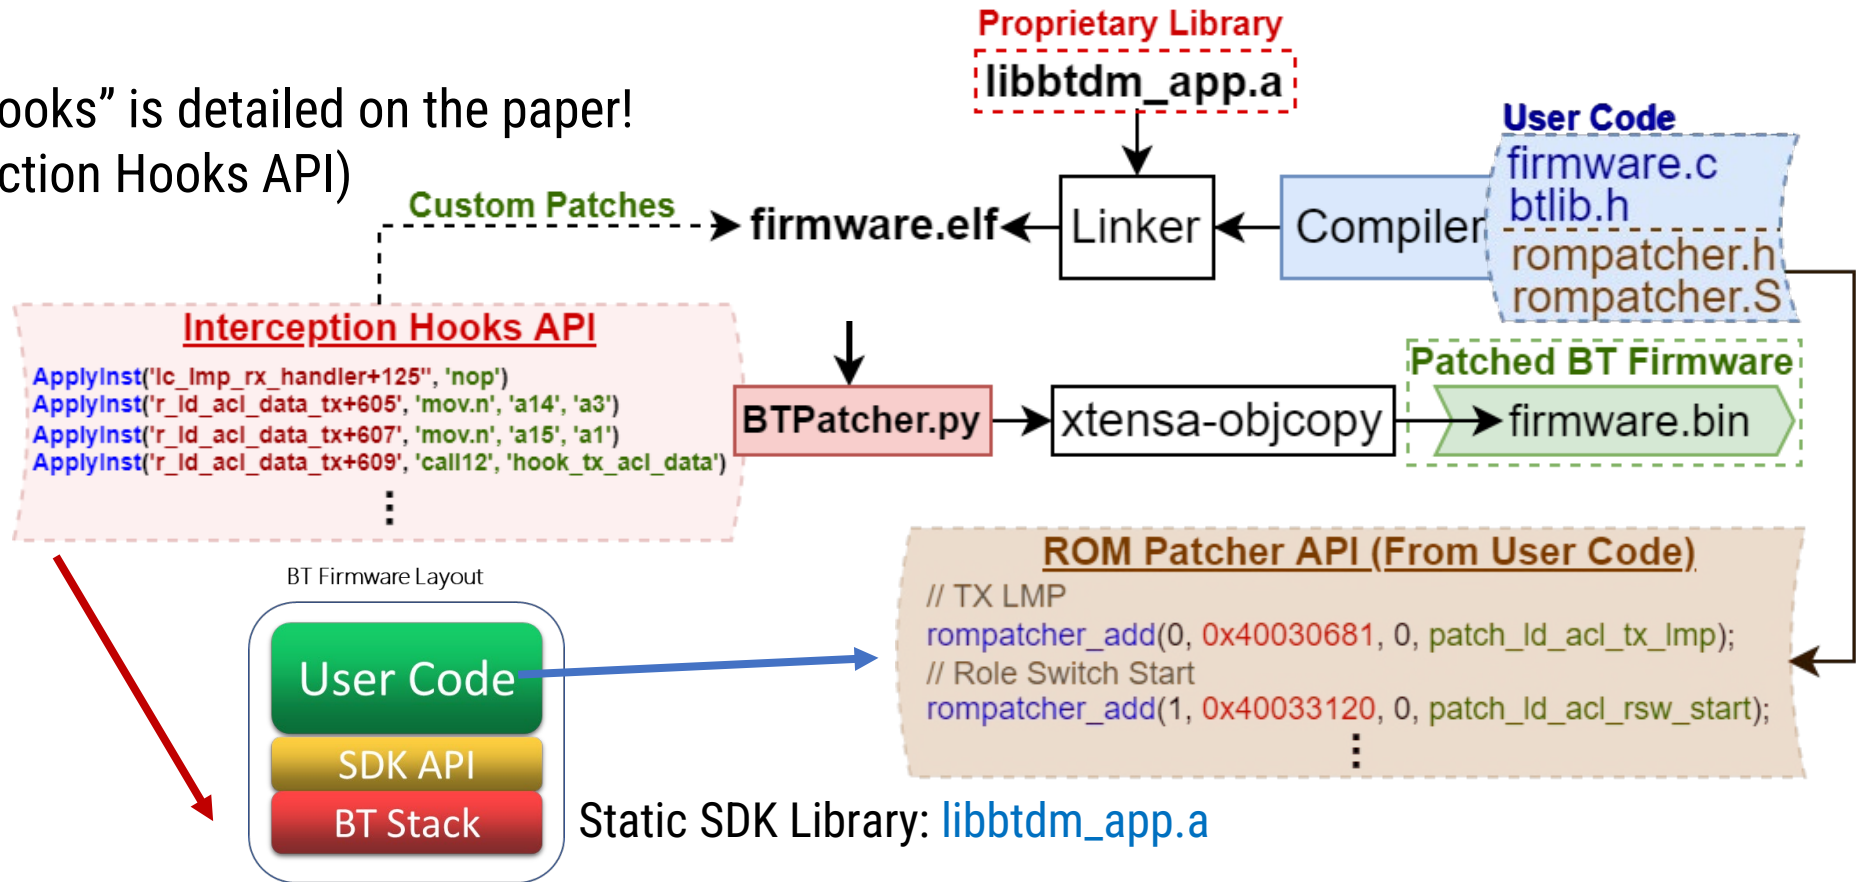 Proprietary Library
libbtdm_app.a
ooks” is detailed on the paper!
ction Hooks API)
User Code
firmware.c
btlib.h
rompatcher.h
rompatcher.S
Custom Patches
firmware.elf
Linker
Compiler
Interception Hooks API
ApplyInst('lc_lmp_rx_handler+125", 'nop')
ApplyInst('r_ld_acl_data_tx+605', 'mov.n', 'a14', 'a3')
ApplyInst('r_ld_acl_data_tx+607', 'mov.n', 'a15', 'a1')
ApplyInst('r_ld_acl_data_tx+609', 'call12', 'hook_tx_acl_data')
BTPatcher.py
xtensa-objcopy
Patched BT Firmware
firmware.bin
ROM Patcher API (From User Code)
// TX LMP
rompatcher_add(0, 0x40030681, 0, patch_ld_acl_tx_lmp);
// Role Switch Start
rompatcher_add(1, 0x40033120, 0, patch_ld_acl_rsw_start);
BT Firmware Layout
User Code
SDK API
BT Stack
Static SDK Library: libbtdm_app.a